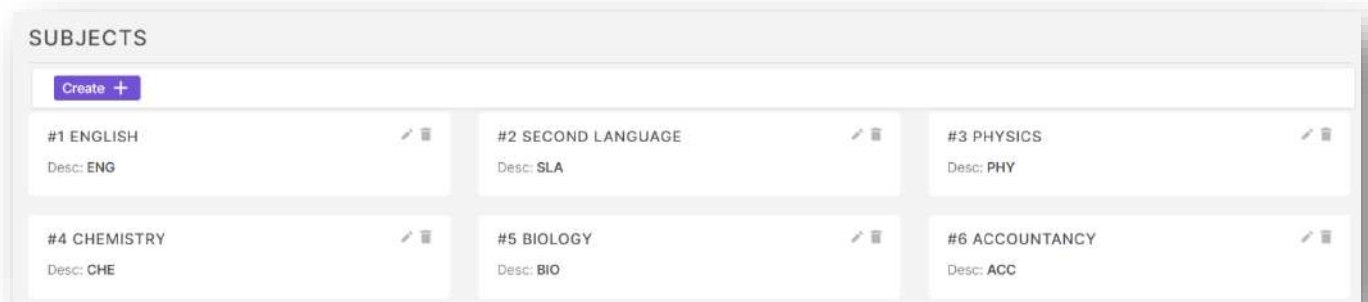 SUBJECTS
Create +
#1 ENGLISH
Desc: ENG
#2 SECOND LANGUAGE
Desc: SLA
#3 PHYSICS
Desc: PHY
#4 CHEMISTRY
Desc: CHE
#5 BIOLOGY
Desc: BIO
#6 ACCOUNTANCY
Desc: ACC